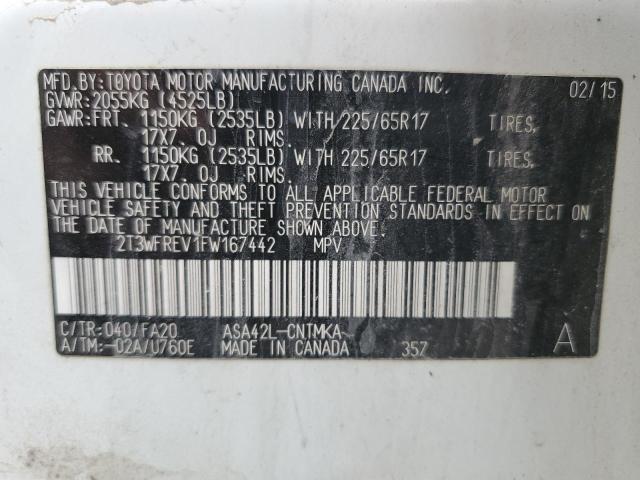 MFD.BY:TOYOTA MOTOR MANUFACTURING CANADA INC. 02/15
GVWR:2055KG (4525LB)
GAWR:FRT. 1150KG (2535LB) WITH 225/65R17 TIRES,
17X7.0J RIMS.
RR. 1150KG (2535LB) WITH 225/65R17 TIRES,
17X7.0J RIMS.
THIS VEHICLE CONFORMS TO ALL APPLICABLE FEDERAL MOTOR
VEHICLE SAFETY AND THEFT PREVENTION STANDARDS IN EFFECT ON
THE DATE OF MANUFACTURE SHOWN ABOVE.
2T3WFREV1FW167442 MPV
C/TR:040/FA20 ASA42L-CNTMKA
A/TM:-02A/U760E MADE IN CANADA 357 A